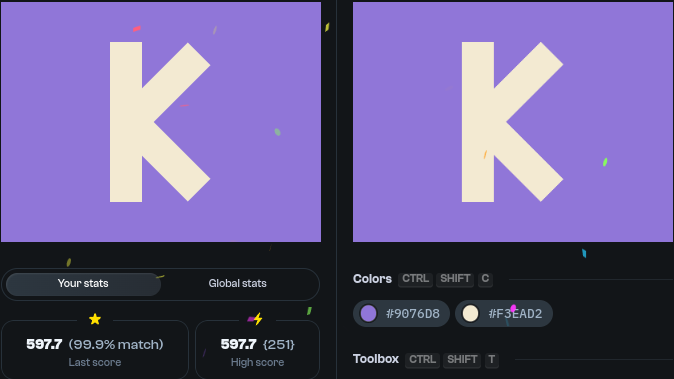 K
K
Your stats Global stats
597.7 (99.9% match)
Last score
597.7 {251}
High score
Colors CTRL SHIFT C
#9076D8 #F3EAD2
Toolbox CTRL SHIFT T